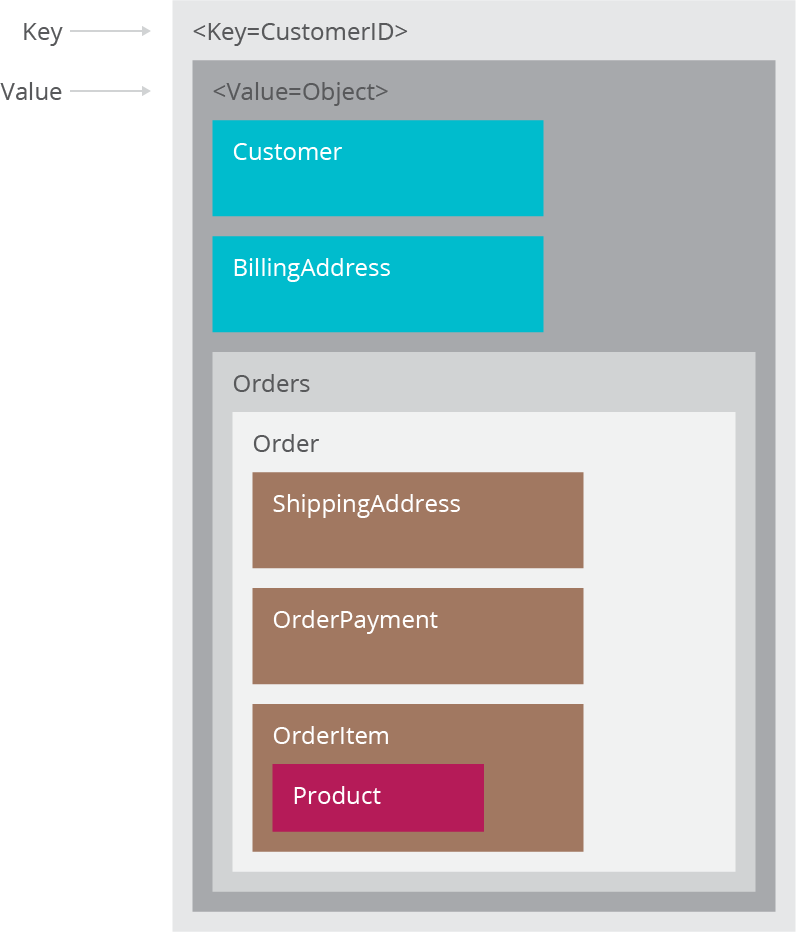 Key
<Key=CustomerID>
Value
<Value=Object>
Customer
BillingAddress
Orders
Order
ShippingAddress
OrderPayment
OrderItem
Product